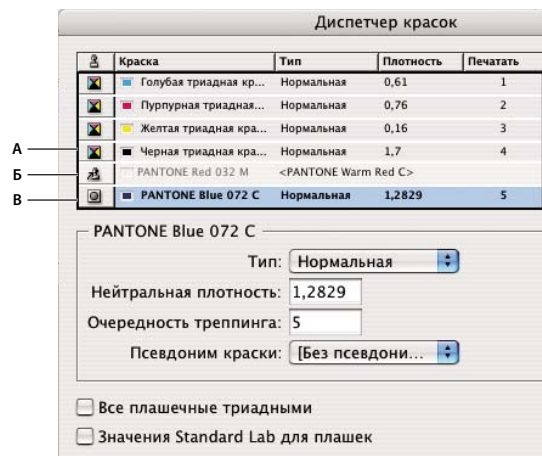 Диспетчер красок
Краска Тип Плотность Печатать
Голубая триадная кр... Нормальная 0,61 1
Пурпурная триадная... Нормальная 0,76 2
Желтая триадная кра... Нормальная 0,16 3
А Черная триадная кра... Нормальная 1,7 4
Б PANTONE Red 032 M <PANTONE Warm Red C>
В PANTONE Blue 072 C Нормальная 1,2829 5
PANTONE Blue 072 C
Тип: Нормальная
Нейтральная плотность: 1,2829
Очередность треппинга: 5
Псевдоним краски: [Без псевдони...
Все плашечные триадными
Значения Standard Lab для плашек